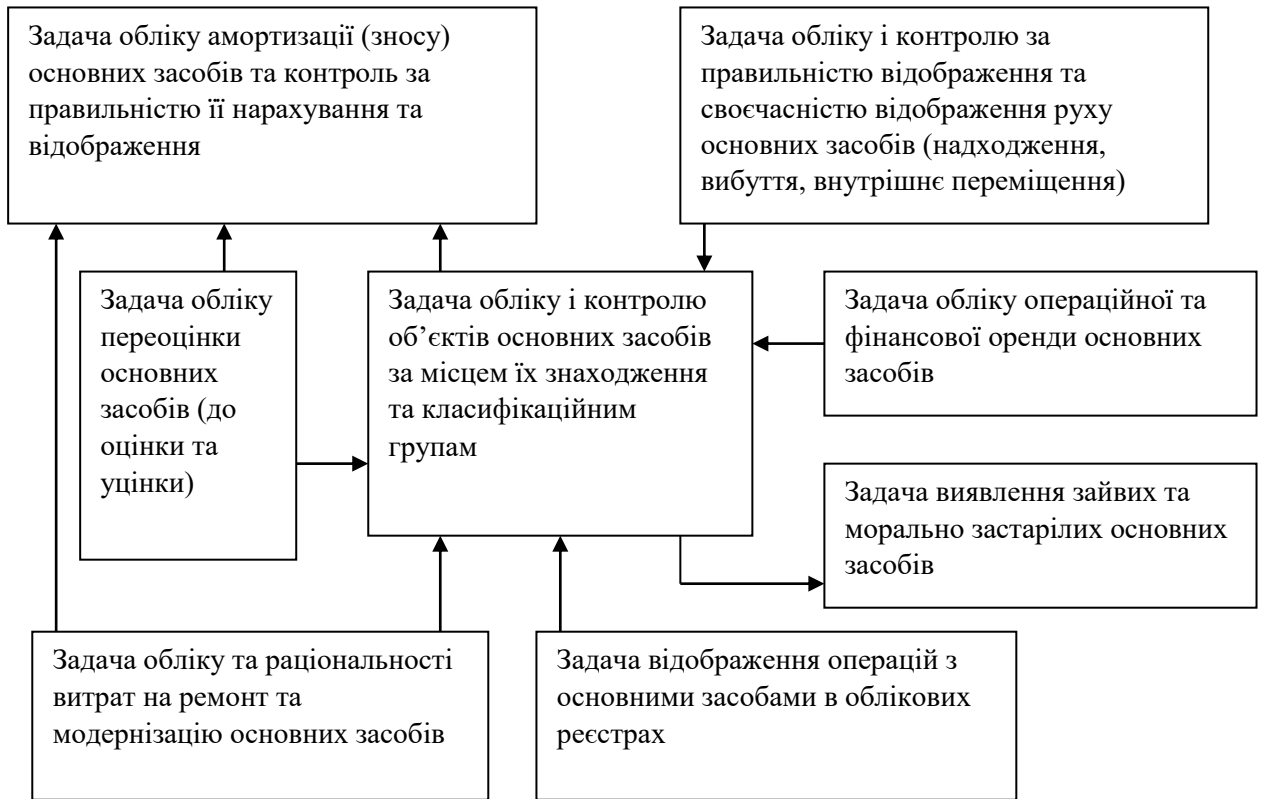 Задача обліку амортизації (зносу)
основних засобів та контроль за
правильністю її нарахування та
відображення
Задача обліку і контролю за
правильністю відображення та
своєчасністю відображення руху
основних засобів (надходження,
вибуття, внутрішнє переміщення)
Задача обліку
переоцінки
основних
засобів (до
оцінки та
уцінки)
Задача обліку і контролю
об’єктів основних засобів
за місцем їх знаходження
та класифікаційним
групам
Задача обліку операційної та
фінансової оренди основних
засобів
Задача виявлення зайвих та
морально застарілих основних
засобів
Задача обліку та раціональності
витрат на ремонт та
модернізацію основних засобів
Задача відображення операцій з
основними засобами в облікових
реєстрах